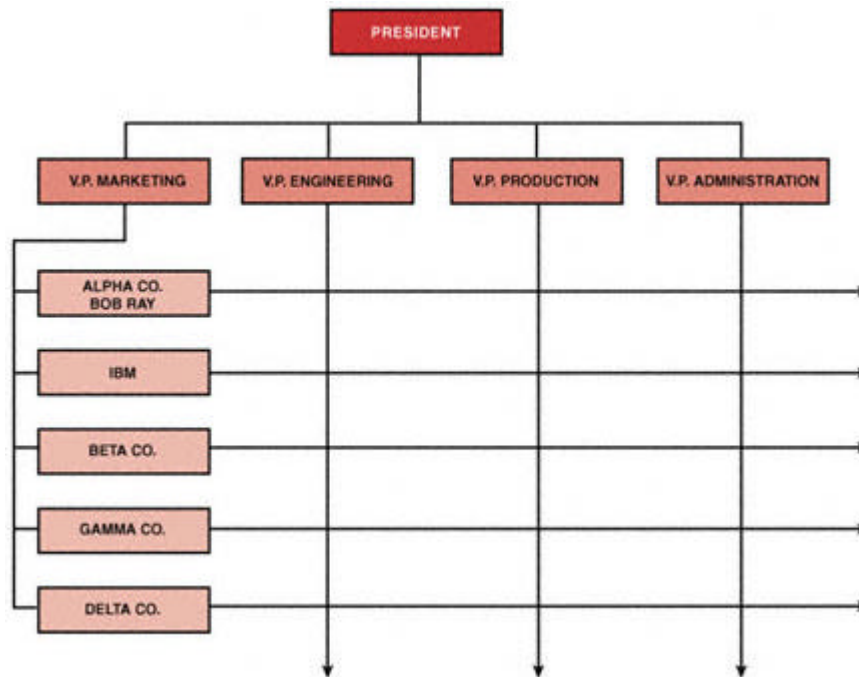 PRESIDENT
V.P. MARKETING
V.P. ENGINEERING
V.P. PRODUCTION
V.P. ADMINISTRATION
ALPHA CO.
BOB RAY
IBM
BETA CO.
GAMMA CO.
DELTA CO.